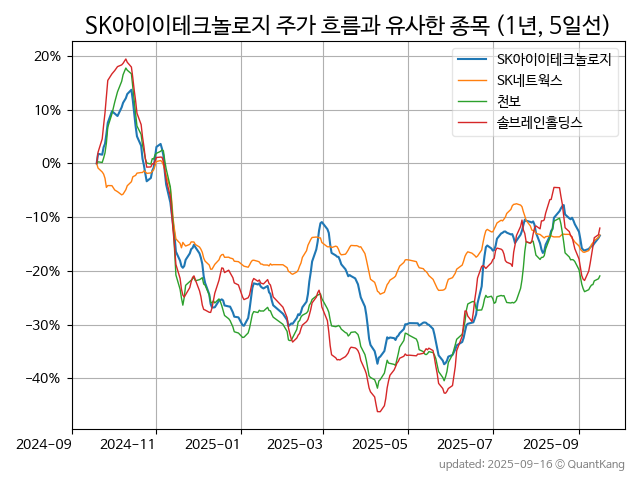 SK아이이테크놀로지 주가 흐름과 유사한 종목 (1년, 5일선)
SK아이이테크놀로지
SK네트웍스
천보
솔브레인홀딩스
20%
10%
0%
−10%
−20%
−30%
−40%
2024-09
2024-11
2025-01
2025-03
2025-05
2025-07
2025-09
updated: 2025-09-16 © QuantKang